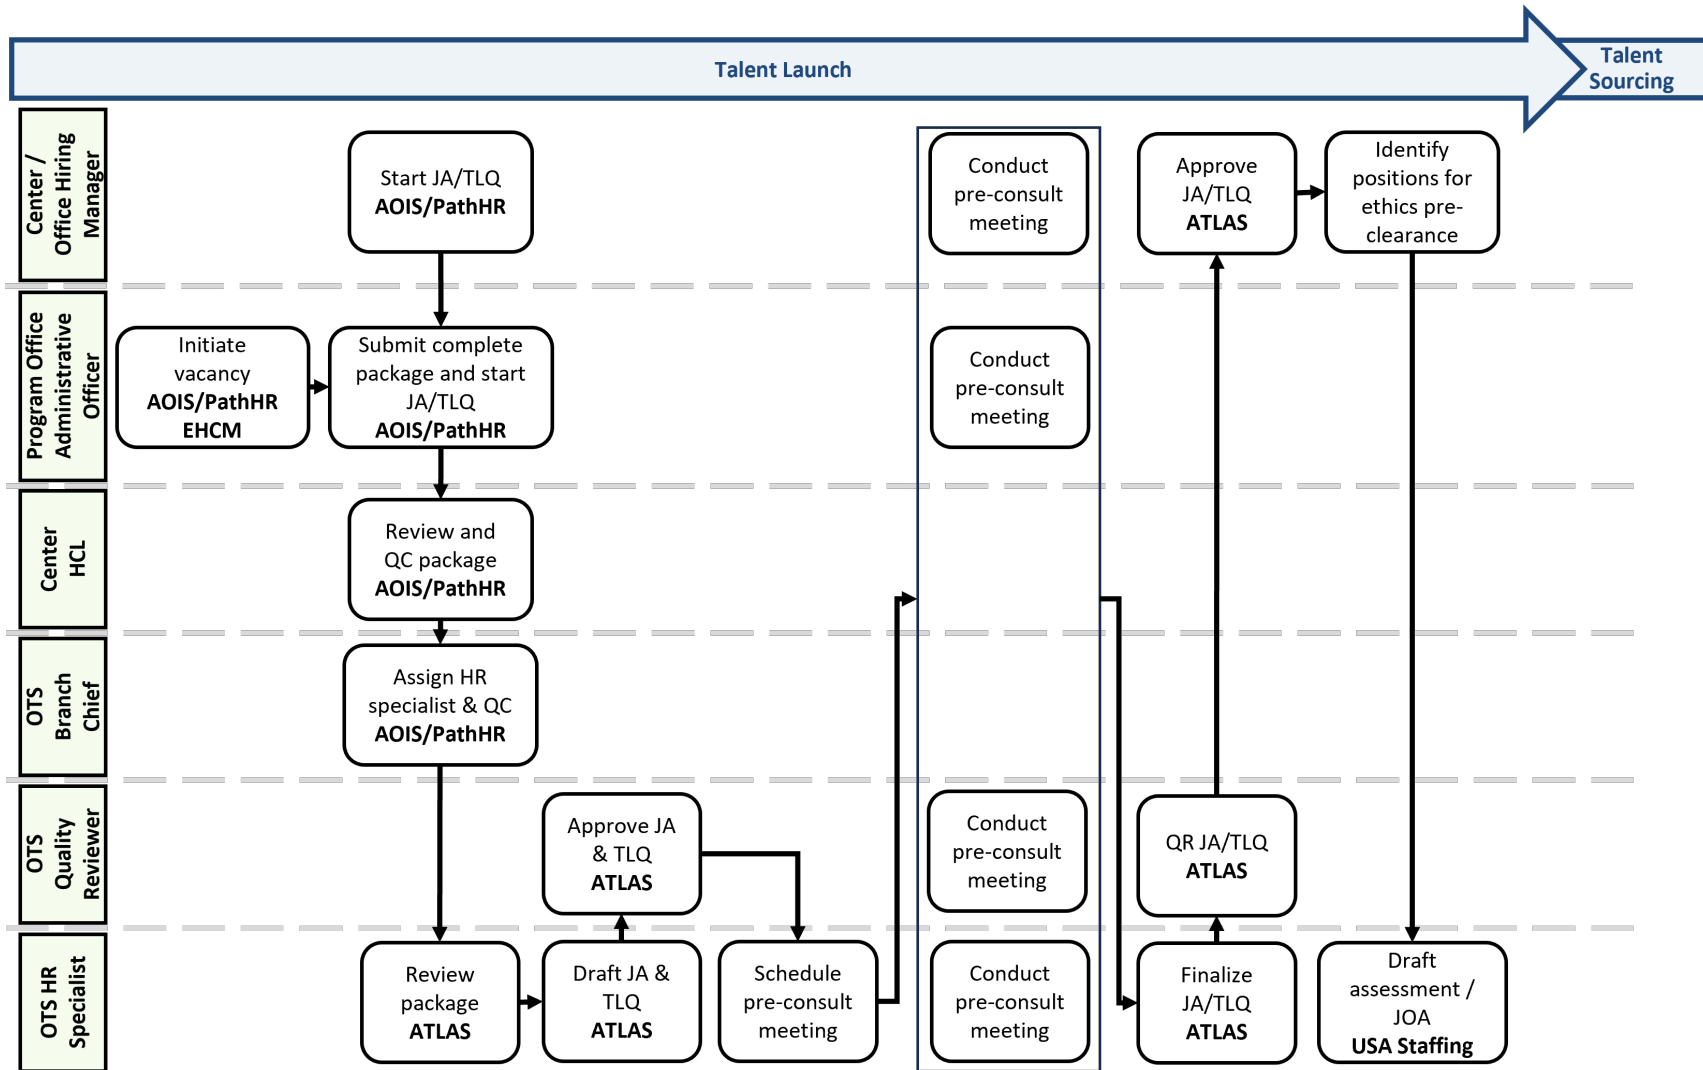 Talent Launch
Talent
Sourcing
Center /
Office Hiring
Manager
Start JA/TLQ
AOIS/PathHR
Conduct
pre-consult
meeting
Approve
JA/TLQ
ATLAS
Identify
positions for
ethics pre-
clearance
Program Office
Administrative
Officer
Initiate
vacancy
AOIS/PathHR
EHCM
Submit complete
package and start
JA/TLQ
AOIS/PathHR
Conduct
pre-consult
meeting
Center
HCL
Review and
QC package
AOIS/PathHR
OTS
Branch
Chief
Assign HR
specialist & QC
AOIS/PathHR
OTS
Quality
Reviewer
Approve JA
& TLQ
ATLAS
Conduct
pre-consult
meeting
QR JA/TLQ
ATLAS
OTS HR
Specialist
Review
package
ATLAS
Draft JA &
TLQ
ATLAS
Schedule
pre-consult
meeting
Conduct
pre-consult
meeting
Finalize
JA/TLQ
ATLAS
Draft
assessment /
JOA
USA Staffing